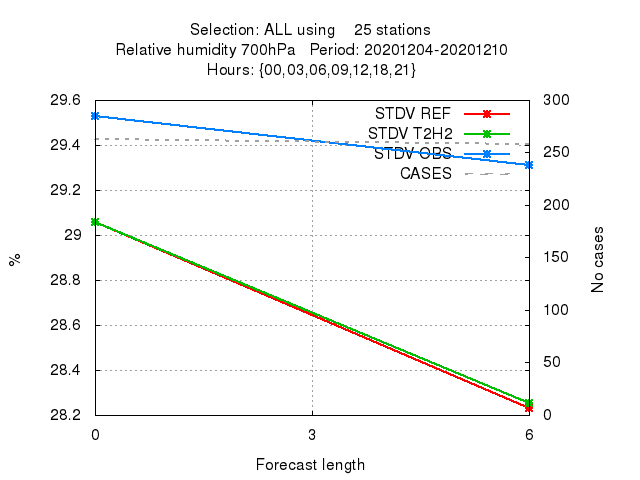 Selection: ALL using 25 stations
Relative humidity 700hPa Period: 20201204-20201210
Hours: {00,03,06,09,12,18,21}
STDV REF
STDV T2H2
STDV OBS
CASES
29.6
29.4
29.2
29
28.8
28.6
28.4
28.2
300
250
200
150
100
50
0
%
No cases
0 3 6
Forecast length